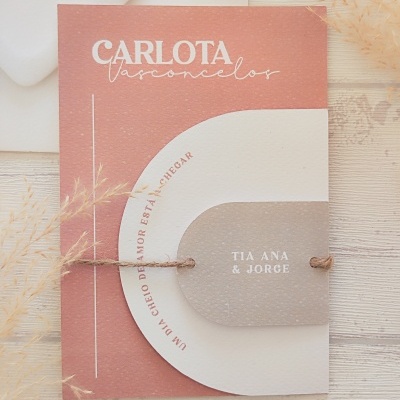 CARLOTA
Vasconcelos
UM DIA CHEIO DE AMOR ESTÁ A CHEGAR
TIA ANA
& JORGE